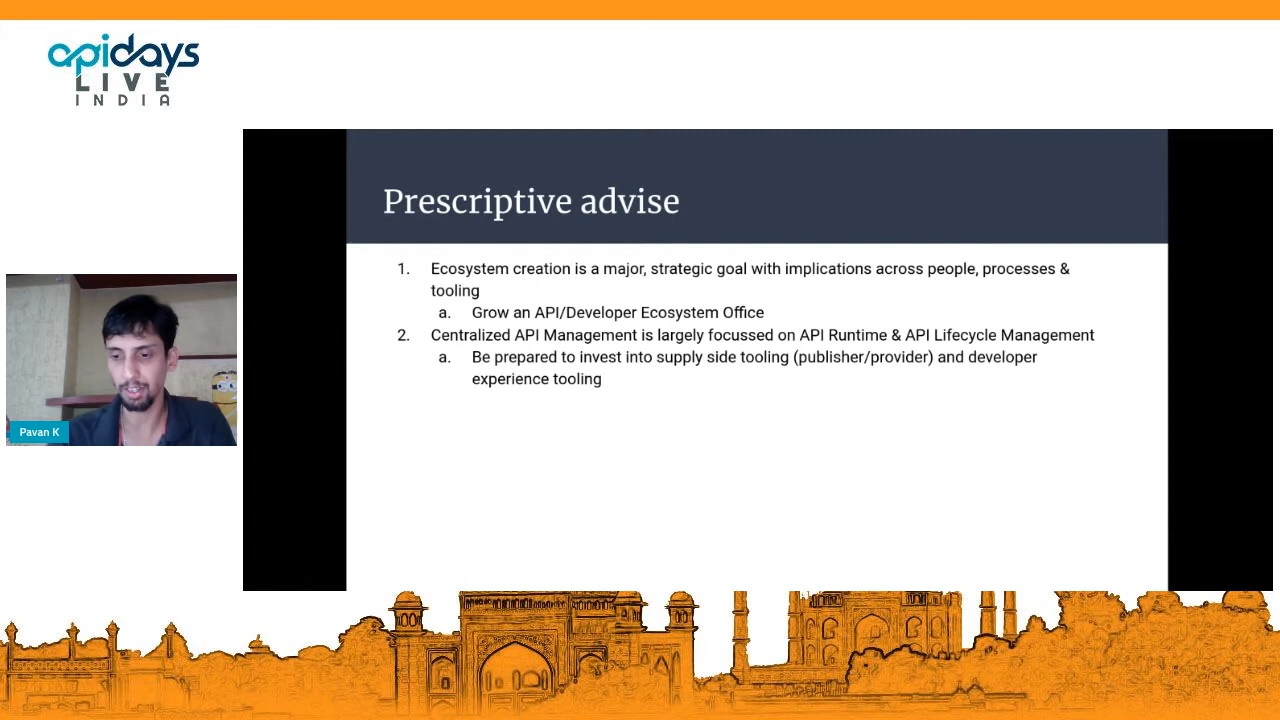 apidays
LIVE
INDIA
Prescriptive advise
1. Ecosystem creation is a major, strategic goal with implications across people, processes &
tooling
a. Grow an API/Developer Ecosystem Office
2. Centralized API Management is largely focussed on API Runtime & API Lifecycle Management
a. Be prepared to invest into supply side tooling (publisher/provider) and developer
experience tooling
Pavan K